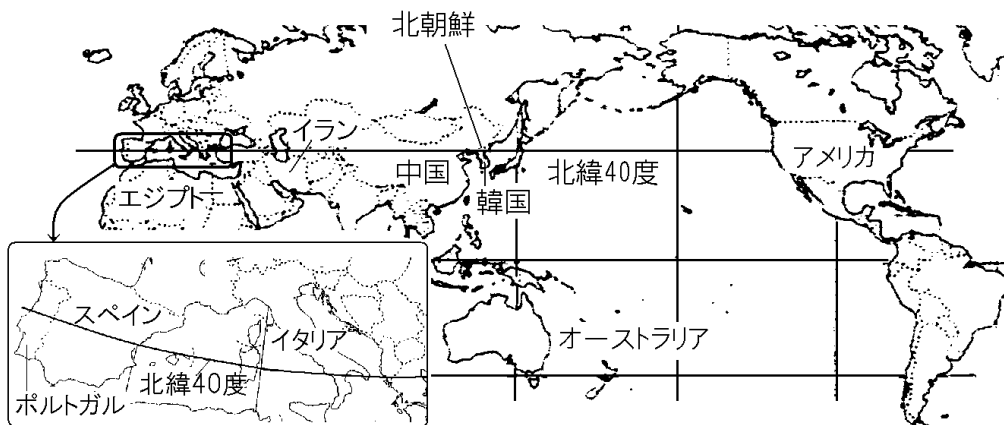 北朝鮮
イラン
中国
韓国
北緯40度
アメリカ
エジプト
スペイン
イタリア
北緯40度
ポルトガル
オーストラリア